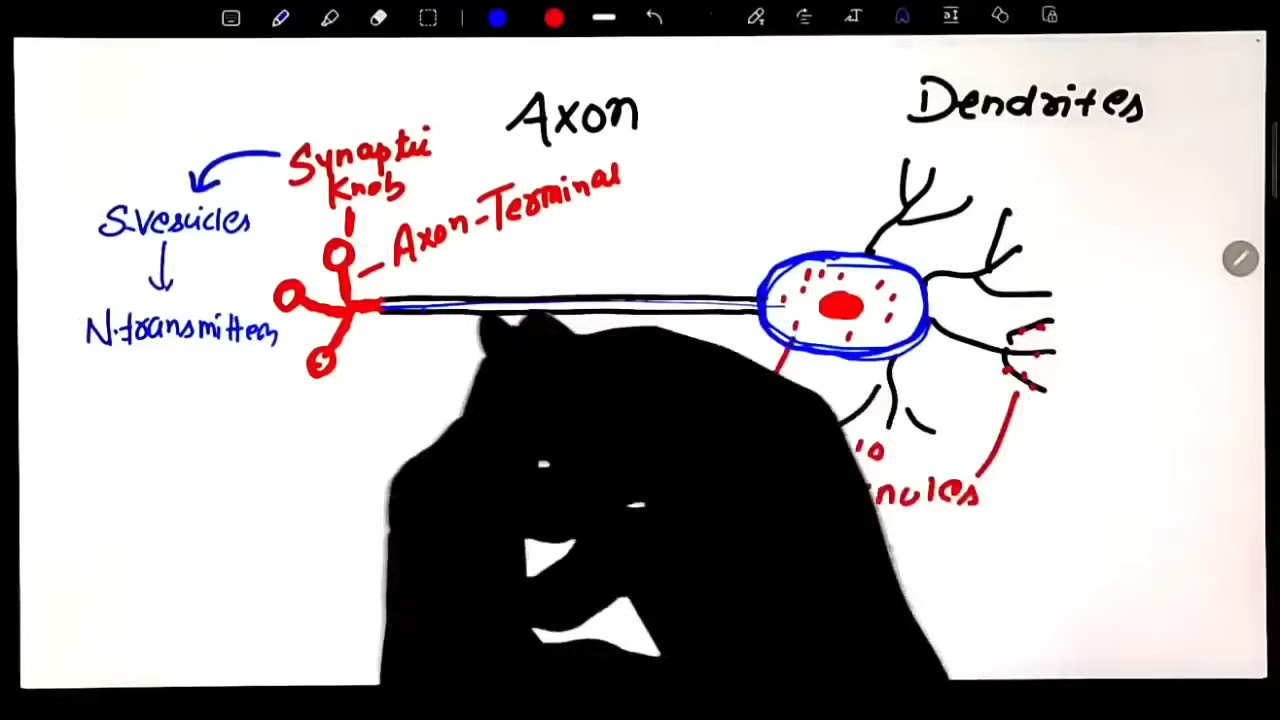 Axon
Dendrites
Synaptic
Knob
Axon-Terminal
S.vesicles
N-transmitters